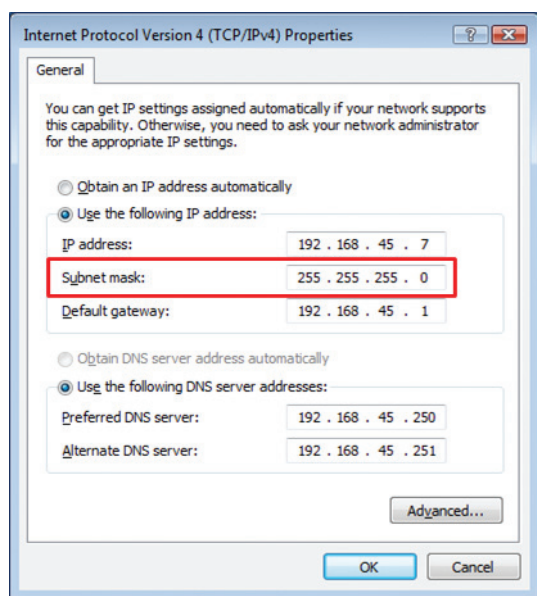 Internet Protocol Version 4 (TCP/IPv4) Properties
General
You can get IP settings assigned automatically if your network supports
this capability. Otherwise, you need to ask your network administrator
for the appropriate IP settings.
Obtain an IP address automatically
Use the following IP address:
IP address: 192 . 168 . 45 . 7
Subnet mask: 255 . 255 . 255 . 0
Default gateway: 192 . 168 . 45 . 1
Obtain DNS server address automatically
Use the following DNS server addresses:
Preferred DNS server: 192 . 168 . 45 . 250
Alternate DNS server: 192 . 168 . 45 . 251
Advanced...
OK Cancel